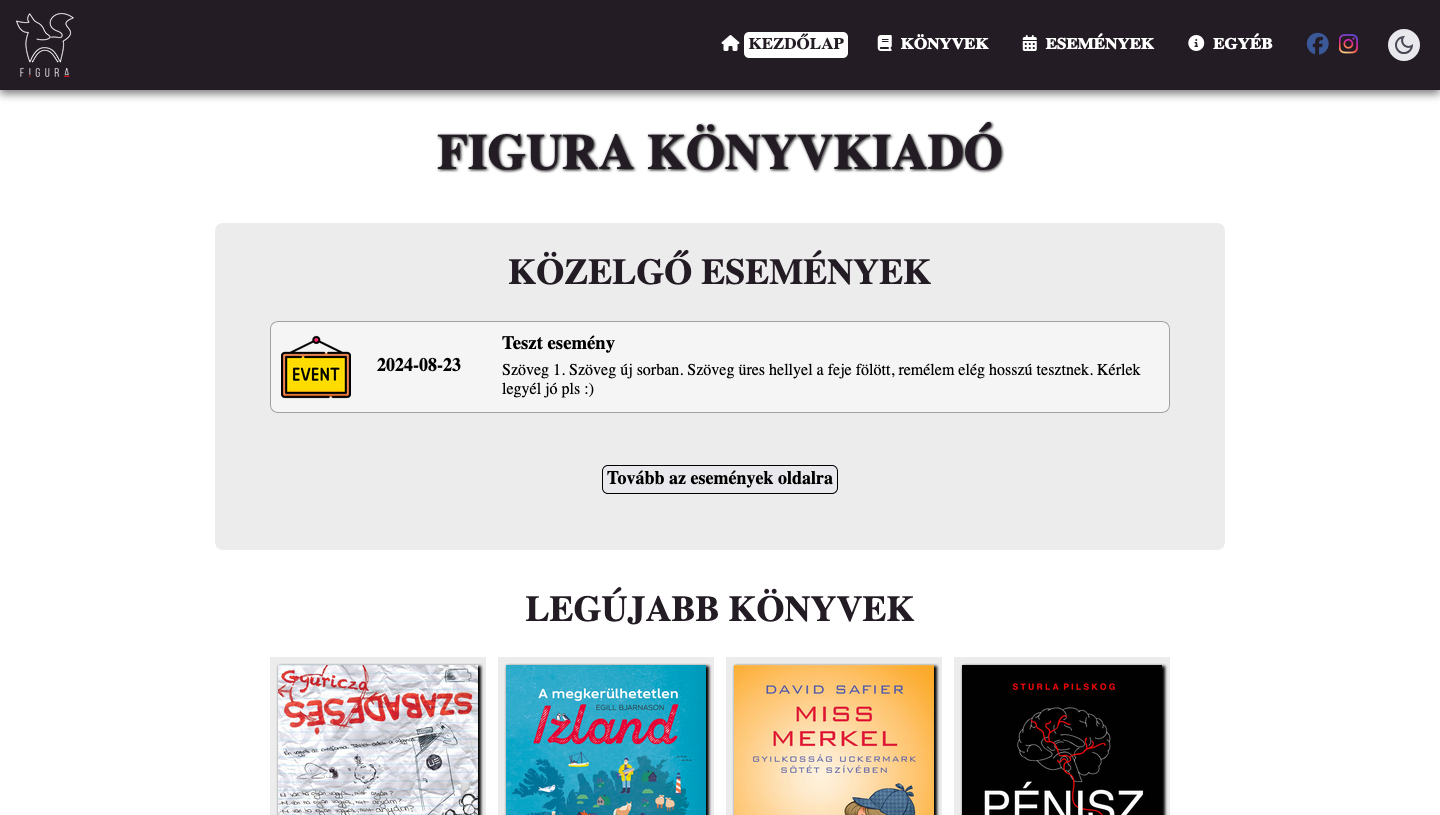 FIGURA
KEZDŐLAP
KÖNYVEK
ESEMÉNYEK
EGYÉB
FIGURA KÖNYVKIADÓ
KÖZELGŐ ESEMÉNYEK
EVENT
2024-08-23
Teszt esemény
Szöveg 1. Szöveg új sorban. Szöveg üres hellyel a feje fölött, remélem elég hosszú tesztnek. Kérlek
legyél jó pls :)
Tovább az események oldalra
LEGÚJABB KÖNYVEK
Gyuricza
SZABADESÉS
A megkerülhetetlen
EGILL BJARNASON
Izland
DAVID SAFIER
MISS
MERKEL
GYILKOSSÁG UCKERMARK
SÖTÉT SZÍVÉBEN
STURLA PILSKOG
PÉNISZ